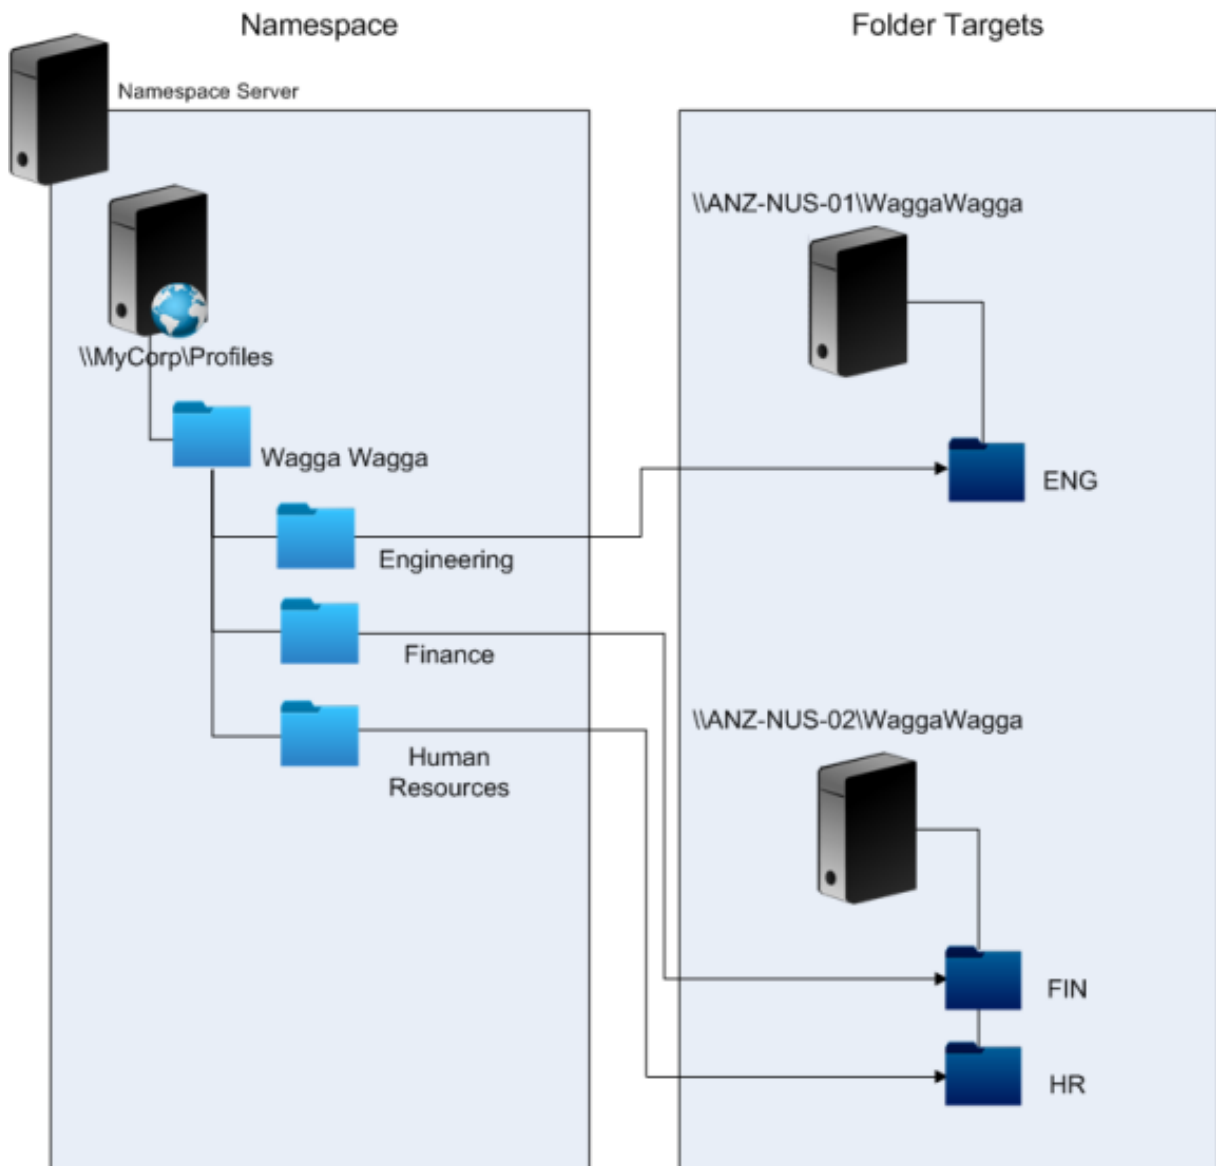 Namespace
Folder Targets
Namespace Server
\\MyCorp\Profiles
Wagga Wagga
Engineering
Finance
Human
Resources
\\ANZ-NUS-01\WaggaWagga
ENG
\\ANZ-NUS-02\WaggaWagga
FIN
HR